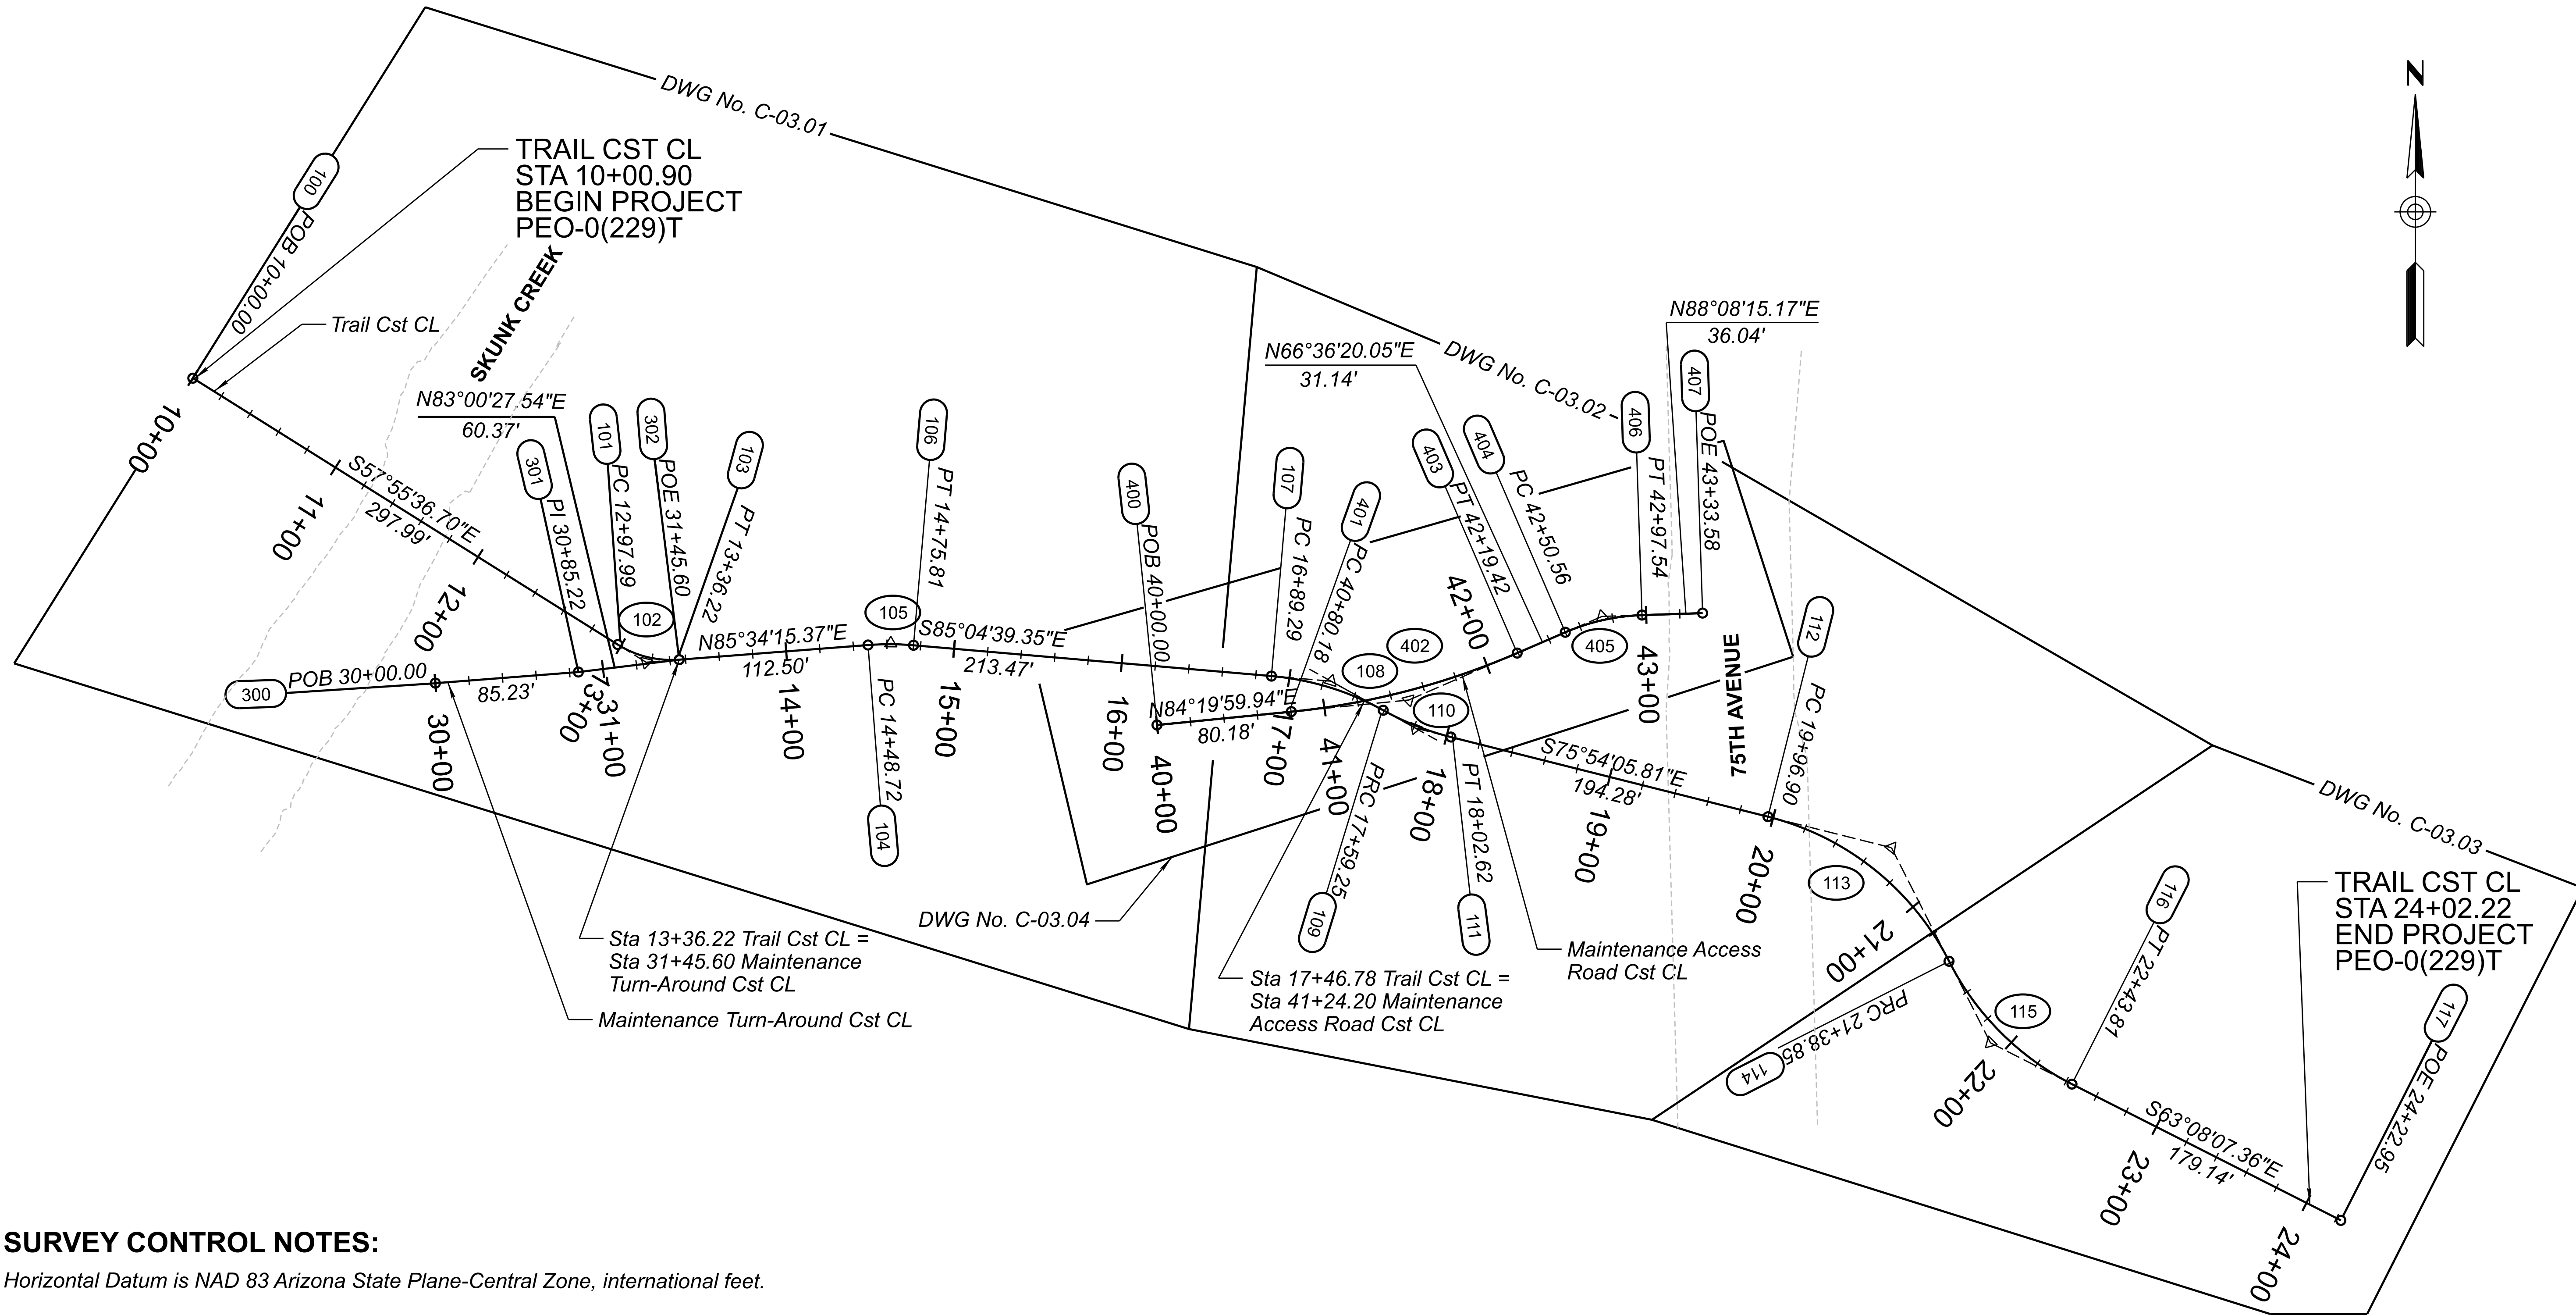 N
DWG No. C-03.01
100
POB 10+00.00
TRAIL CST CL
STA 10+00.90
BEGIN PROJECT
PEO-0(229)T
SKUNK CREEK
Trail Cst CL
N83°00'27.54"E
60.37'
10+00
11+00
12+00
S57°55'36.70"E
297.99'
301
PI 30+85.22
101
PC 12+97.99
302
POE 31+45.60
103
PT 13+36.22
102
300
POB 30+00.00
85.23'
30+00
13+00
31+00
N85°34'15.37"E
112.50'
14+00
105
106
PT 14+75.81
PC 14+48.72
104
S85°04'39.35"E
213.47'
15+00
16+00
400
POB 40+00.00
40+00
N84°19'59.94"E
80.18'
107
PC 16+89.29
401
PC 40+80.18
17+00
41+00
108
402
110
N66°36'20.05"E
31.14'
DWG No. C-03.02
403
PT 42+19.42
404
PC 42+50.56
42+00
405
406
PT 42+97.54
407
POE 43+33.58
N88°08'15.17"E
36.04'
43+00
75TH AVENUE
PRC 17+59.25
109
18+00
PT 18+02.62
111
S75°54'05.81"E
194.28'
19+00
112
PC 19+96.90
20+00
113
21+00
PRC 21+38.85
114
115
22+00
116
PT 22+43.81
S63°08'07.36"E
179.14'
23+00
24+00
DWG No. C-03.03
TRAIL CST CL
STA 24+02.22
END PROJECT
PEO-0(229)T
117
POE 24+22.95
DWG No. C-03.04
Sta 13+36.22 Trail Cst CL =
Sta 31+45.60 Maintenance
Turn-Around Cst CL
Maintenance Turn-Around Cst CL
Sta 17+46.78 Trail Cst CL =
Sta 41+24.20 Maintenance
Access Road Cst CL
Maintenance Access
Road Cst CL
SURVEY CONTROL NOTES:
Horizontal Datum is NAD 83 Arizona State Plane-Central Zone, international feet.